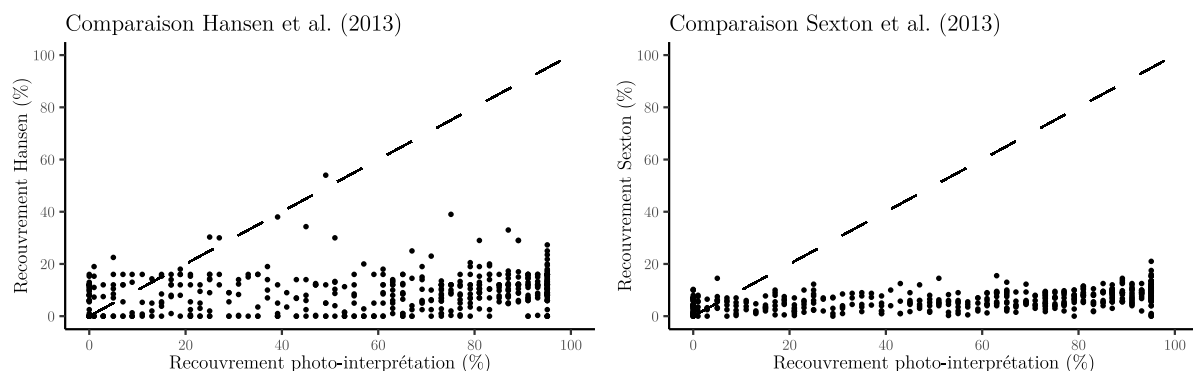 Comparaison Hansen et al. (2013)
100
80
60
40
20
0
Recouvrement Hansen (%)
0 20 40 60 80 100
Recouvrement photo-interprétation (%)
Comparaison Sexton et al. (2013)
100
80
60
40
20
0
Recouvrement Sexton (%)
0 20 40 60 80 100
Recouvrement photo-interprétation (%)